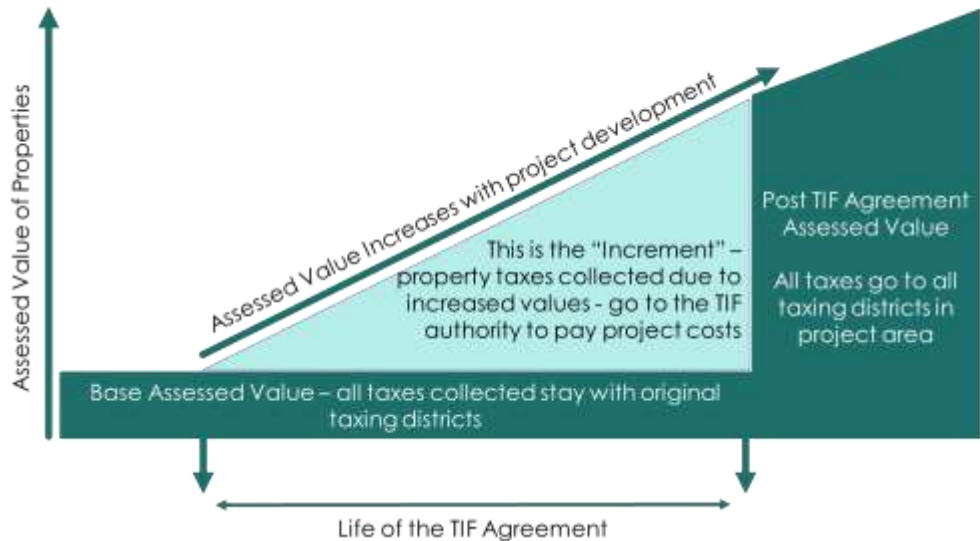 Assessed Value of Properties
Assessed Value Increases with project development
This is the “Increment” –
property taxes collected due to
increased values - go to the TIF
authority to pay project costs
Post TIF Agreement
Assessed Value
All taxes go to all
taxing districts in
project area
Base Assessed Value – all taxes collected stay with original
taxing districts
Life of the TIF Agreement